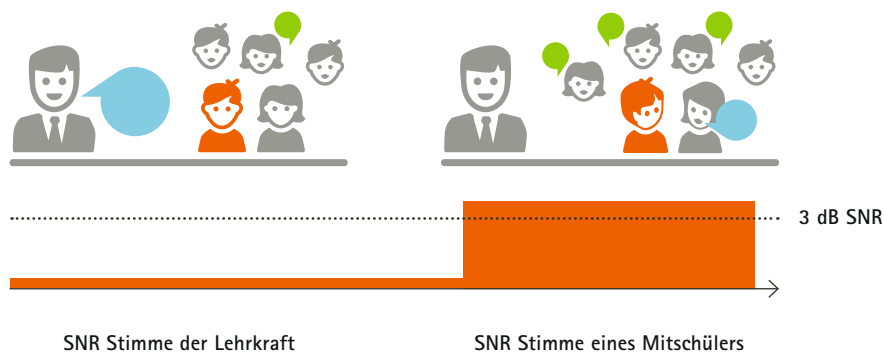 3 dB SNR
SNR Stimme der Lehrkraft
SNR Stimme eines Mitschülers